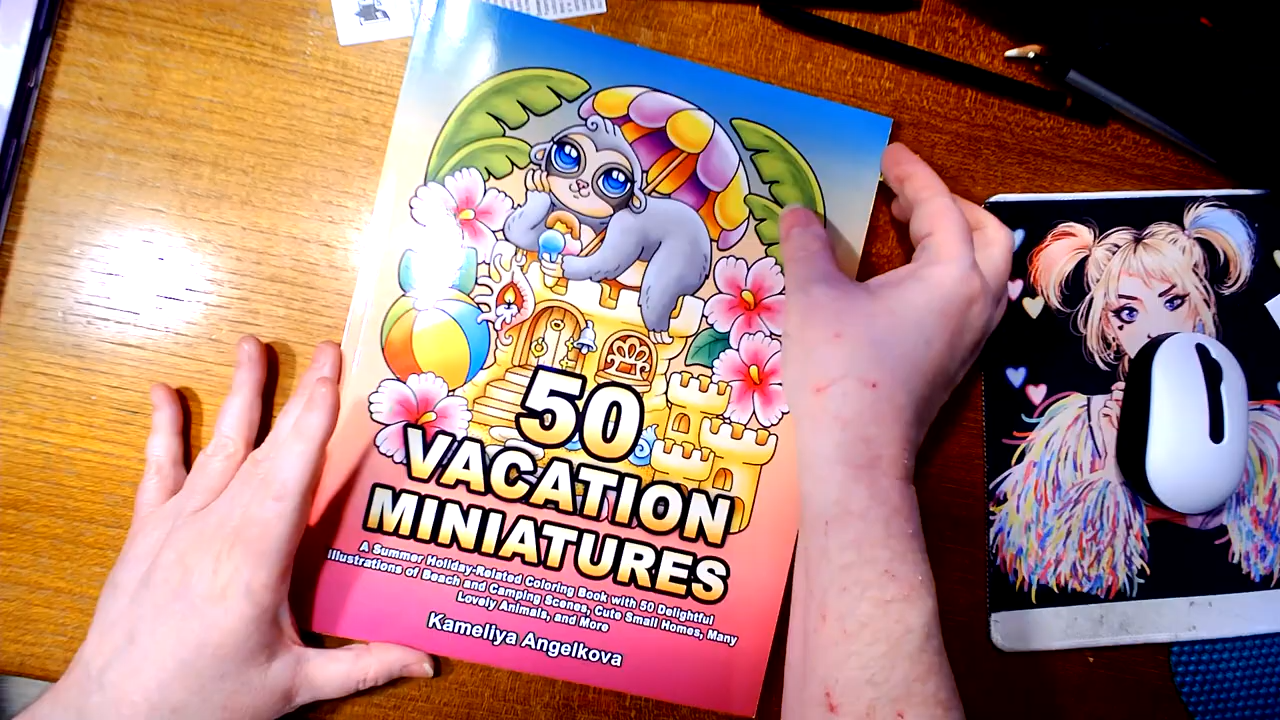 50
VACATION
MINIATURES
A Summer Holiday-Related Coloring Book with 50 Delightful
Illustrations of Beach and Camping Scenes, Cute Small Homes, Many
Lovely Animals, and More
Kameliya Angelkova